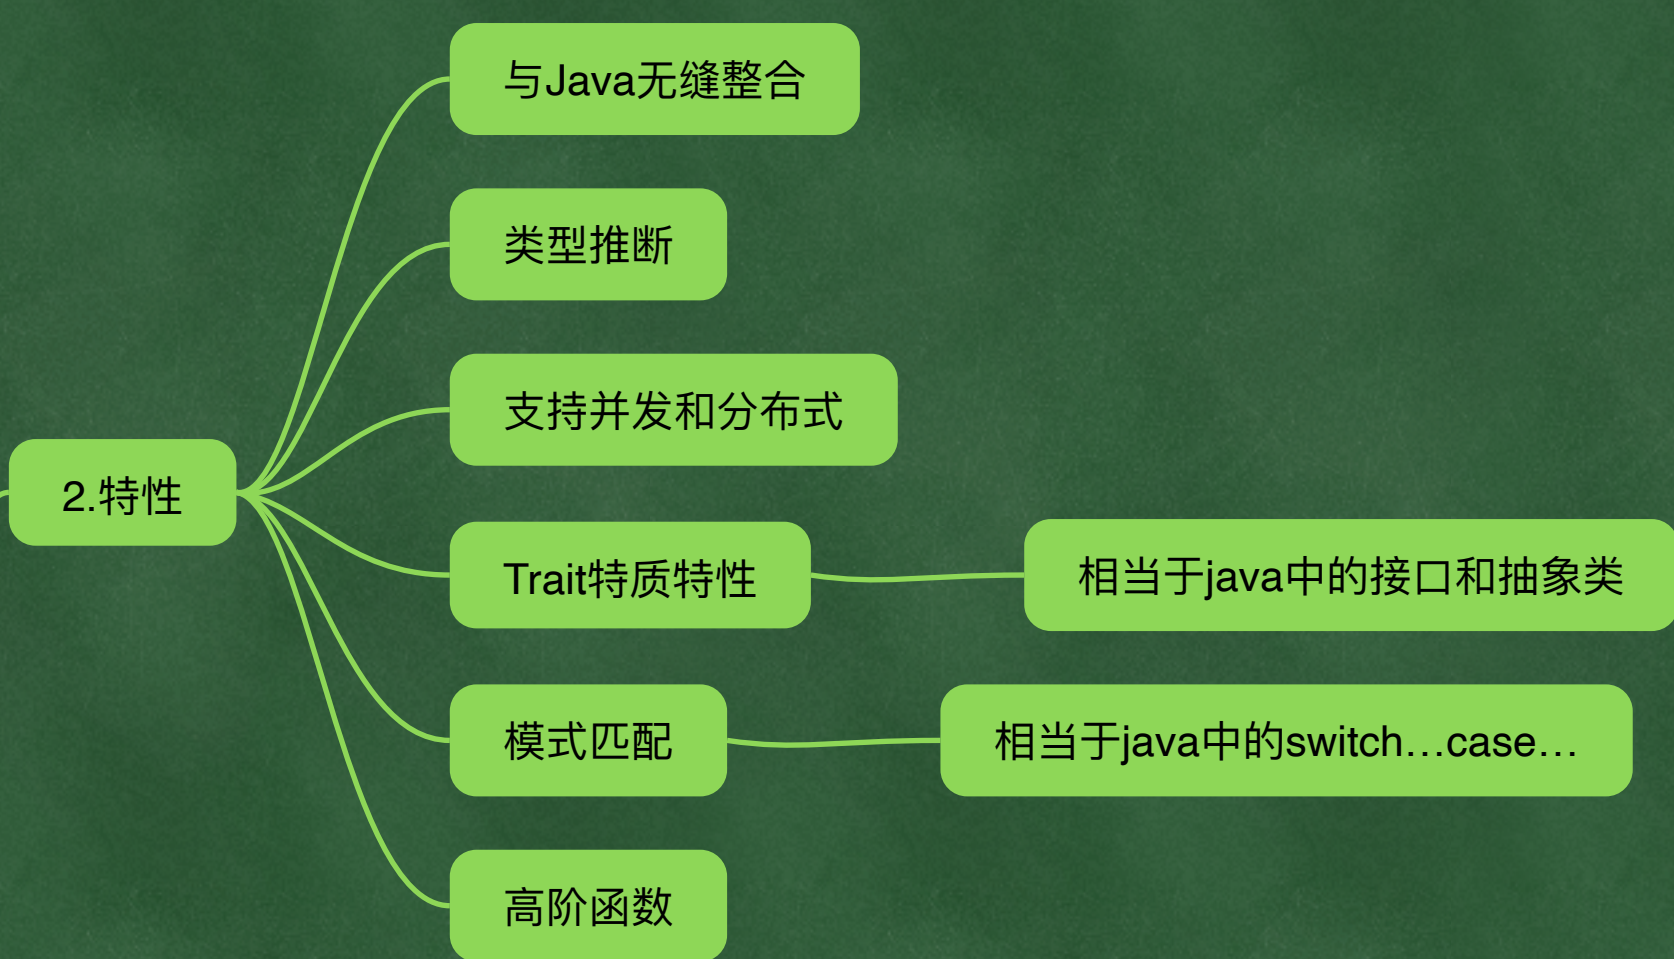 与Java无缝整合
类型推断
支持并发和分布式
2.特性
Trait特质特性
相当于java中的接口和抽象类
模式匹配
相当于java中的switch…case…
高阶函数